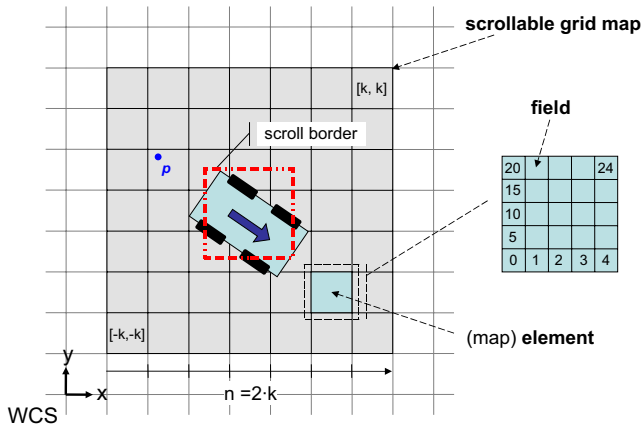 scrollable grid map
[k, k]
field
scroll border
p
20 24
15
10
5
0 1 2 3 4
(map) element
[-k,-k]
y
x
n =2·k
WCS